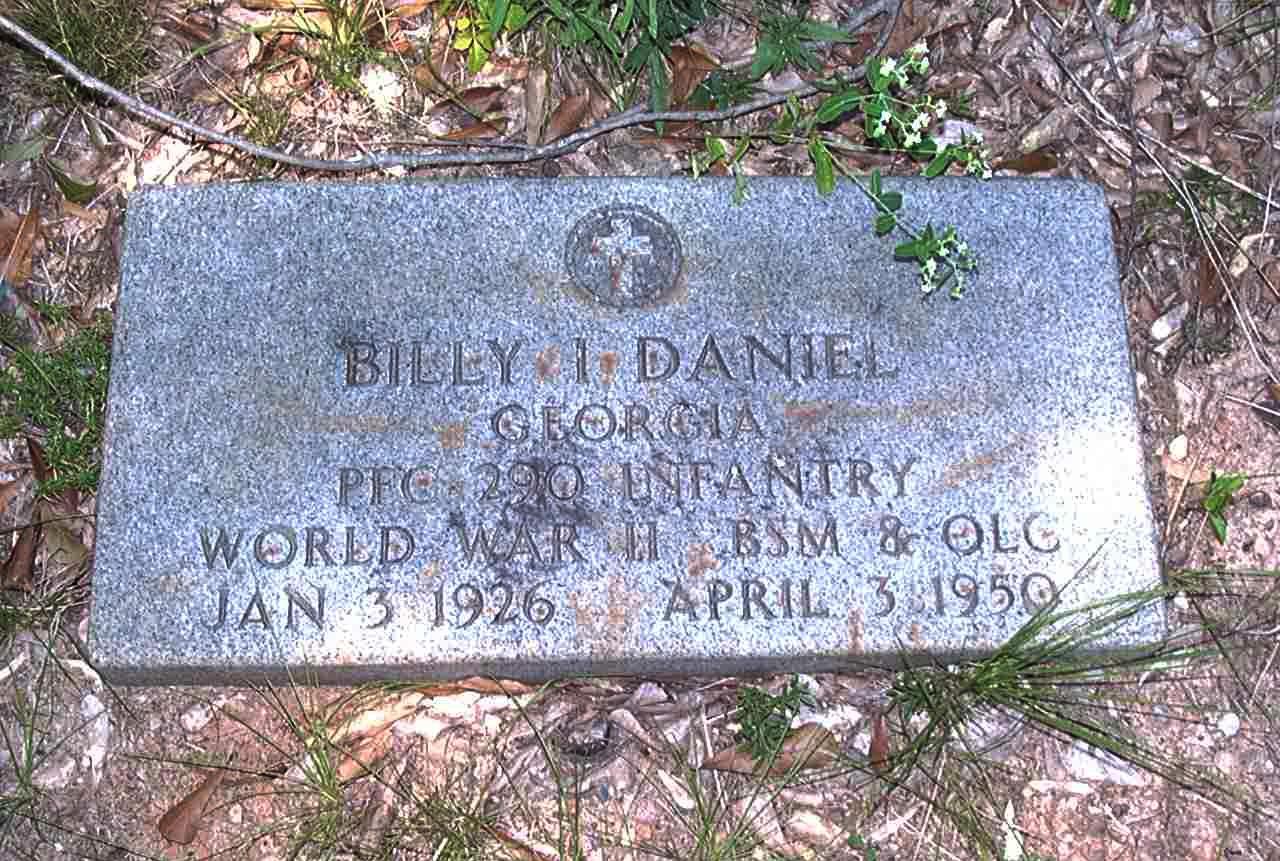 BILLY I DANIEL
GEORGIA
PFC 290 INFANTRY
WORLD WAR II BSM & OLC
JAN 3 1926 APRIL 3 1950